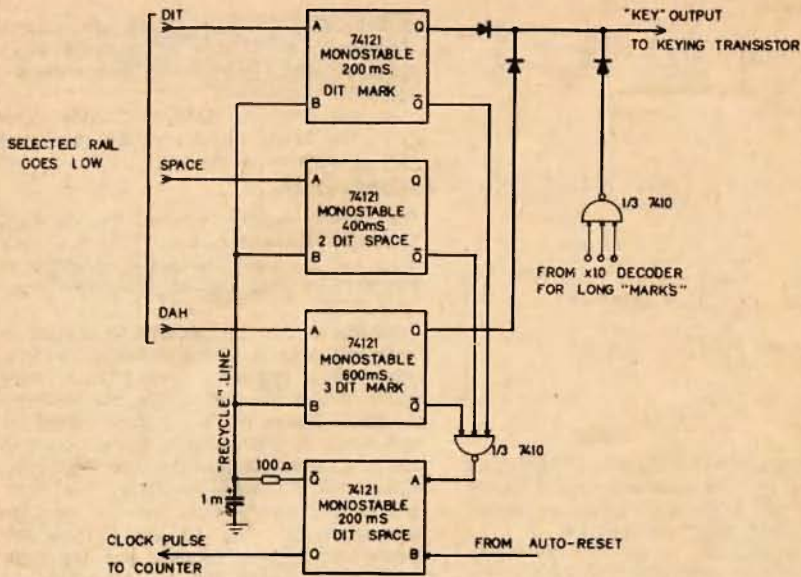 DIT
A
Q
74121
MONOSTABLE
200 mS.
DIT MARK
B
Q̄
"KEY" OUTPUT
TO KEYING TRANSISTOR
SELECTED RAIL
GOES LOW
SPACE
A
Q
74121
MONOSTABLE
400mS.
2 DIT SPACE
B
Q̄
1/3 7410
FROM x10 DECODER
FOR LONG "MARK'S"
DAH
A
Q
74121
MONOSTABLE
600mS.
3 DIT MARK
B
Q̄
"RECYCLE" LINE
1/3 7410
100 Ω
1 m
+
Q̄
A
74121
MONOSTABLE
200 mS
DIT SPACE
Q
B
CLOCK PULSE
TO COUNTER
FROM AUTO-RESET